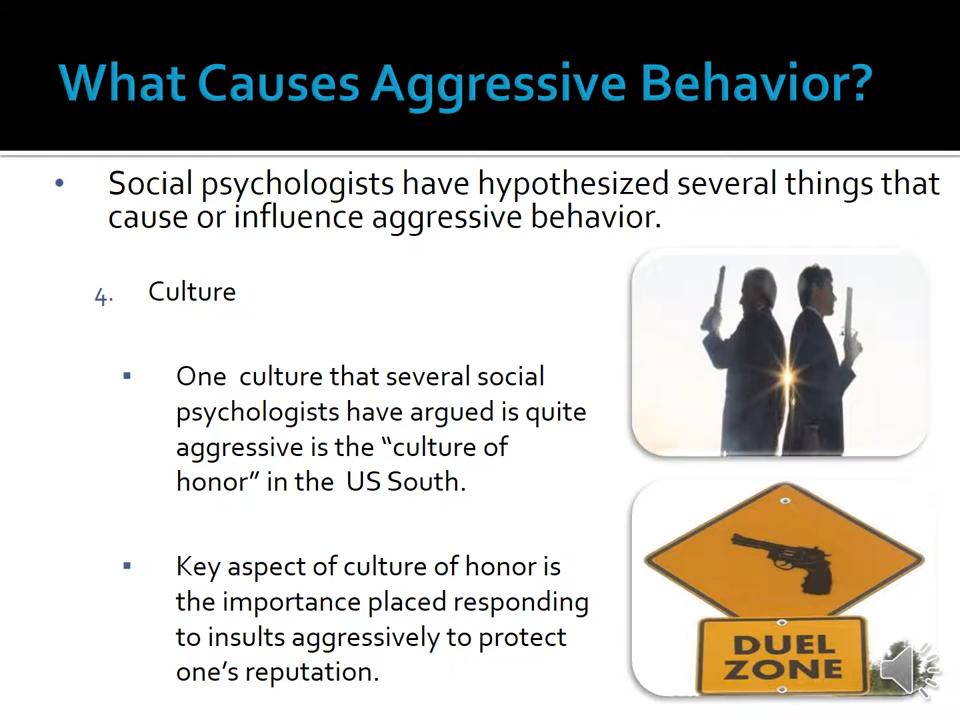 What Causes Aggressive Behavior?
• Social psychologists have hypothesized several things that
cause or influence aggressive behavior.
4. Culture
▪ One culture that several social
psychologists have argued is quite
aggressive is the “culture of
honor” in the US South.
▪ Key aspect of culture of honor is
the importance placed responding
to insults aggressively to protect
one’s reputation.
DUEL
ZONE